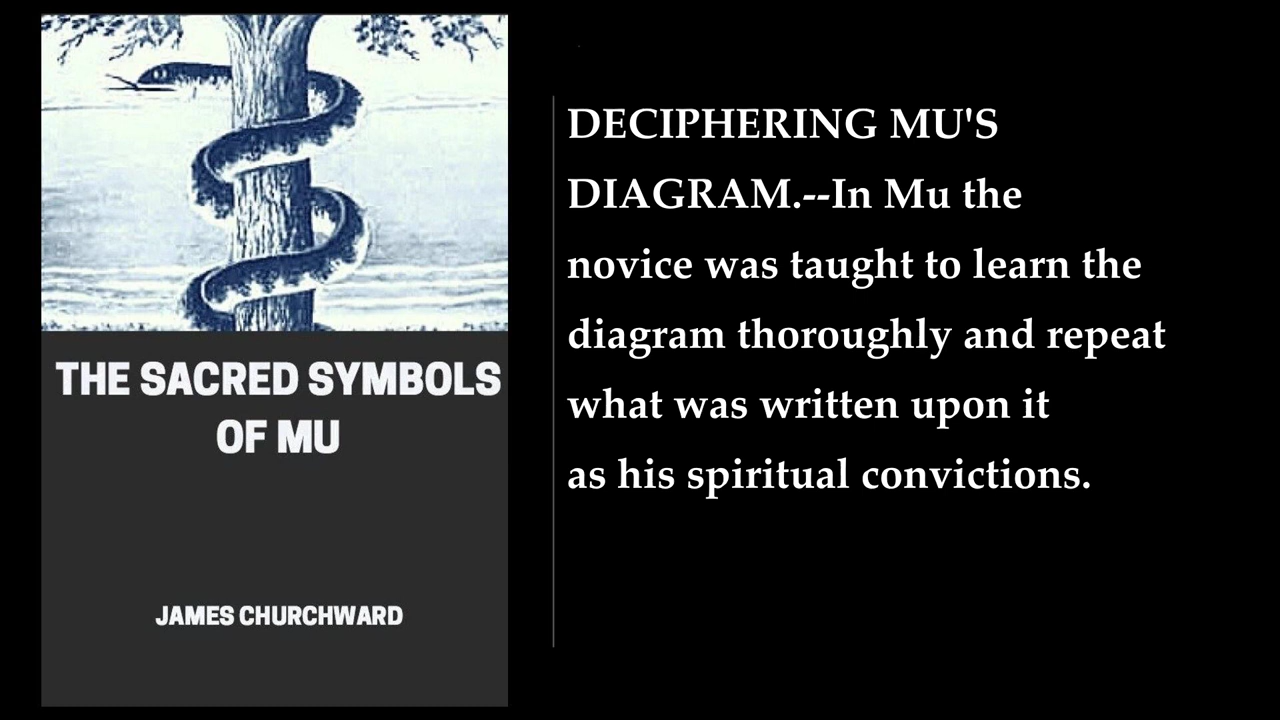 THE SACRED SYMBOLS
OF MU
JAMES CHURCHWARD
DECIPHERING MU'S
DIAGRAM.--In Mu the
novice was taught to learn the
diagram thoroughly and repeat
what was written upon it
as his spiritual convictions.